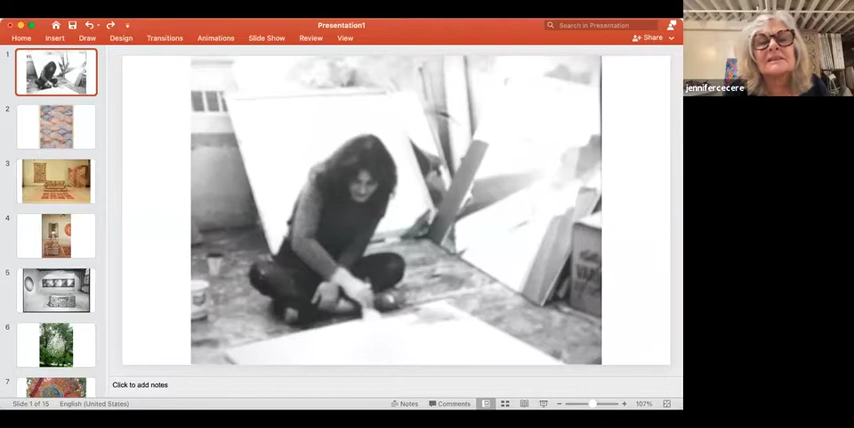 Presentation1
Search in Presentation
Home Insert Draw Design Transitions Animations Slide Show Review View Share
1
2
3
4
5
6
7
jennifercecere
Click to add notes
Slide 1 of 15 English (United States) Notes Comments 107%